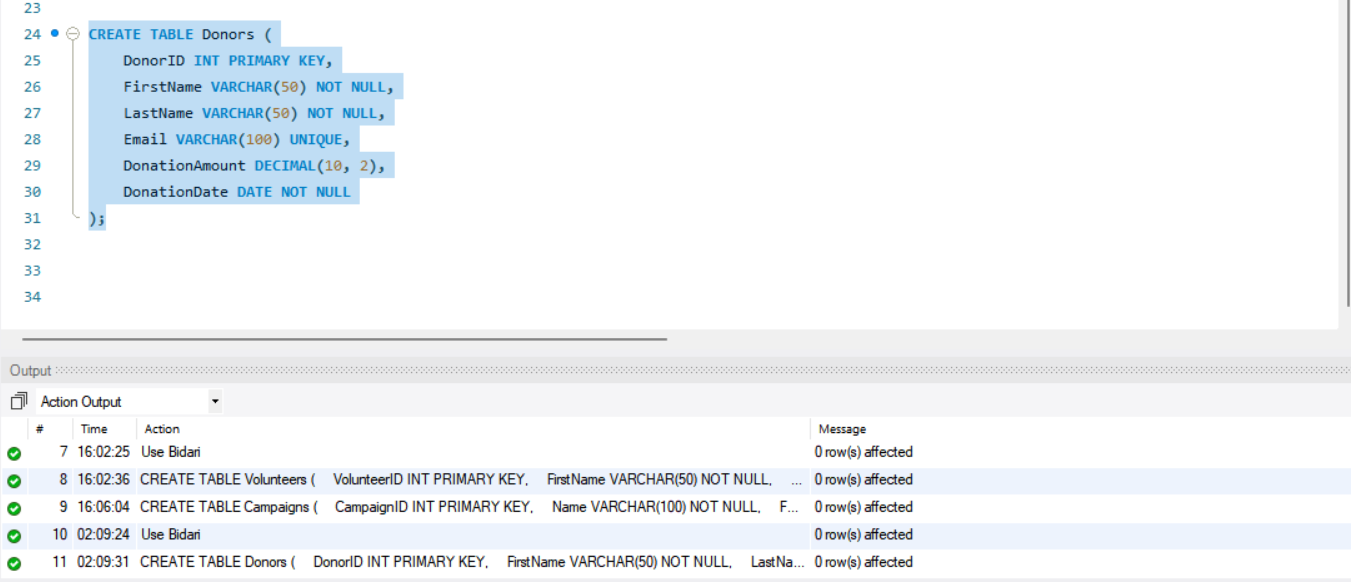 23
24 CREATE TABLE Donors (
25 DonorID INT PRIMARY KEY,
26 FirstName VARCHAR(50) NOT NULL,
27 LastName VARCHAR(50) NOT NULL,
28 Email VARCHAR(100) UNIQUE,
29 DonationAmount DECIMAL(10, 2),
30 DonationDate DATE NOT NULL
31 );
32
33
34
Output
Action Output
# Time Action Message
7 16:02:25 Use Bidari 0 row(s) affected
8 16:02:36 CREATE TABLE Volunteers ( VolunteerID INT PRIMARY KEY, FirstName VARCHAR(50) NOT NULL, ... 0 row(s) affected
9 16:06:04 CREATE TABLE Campaigns ( CampaignID INT PRIMARY KEY, Name VARCHAR(100) NOT NULL, F... 0 row(s) affected
10 02:09:24 Use Bidari 0 row(s) affected
11 02:09:31 CREATE TABLE Donors ( DonorID INT PRIMARY KEY, FirstName VARCHAR(50) NOT NULL, LastNa... 0 row(s) affected